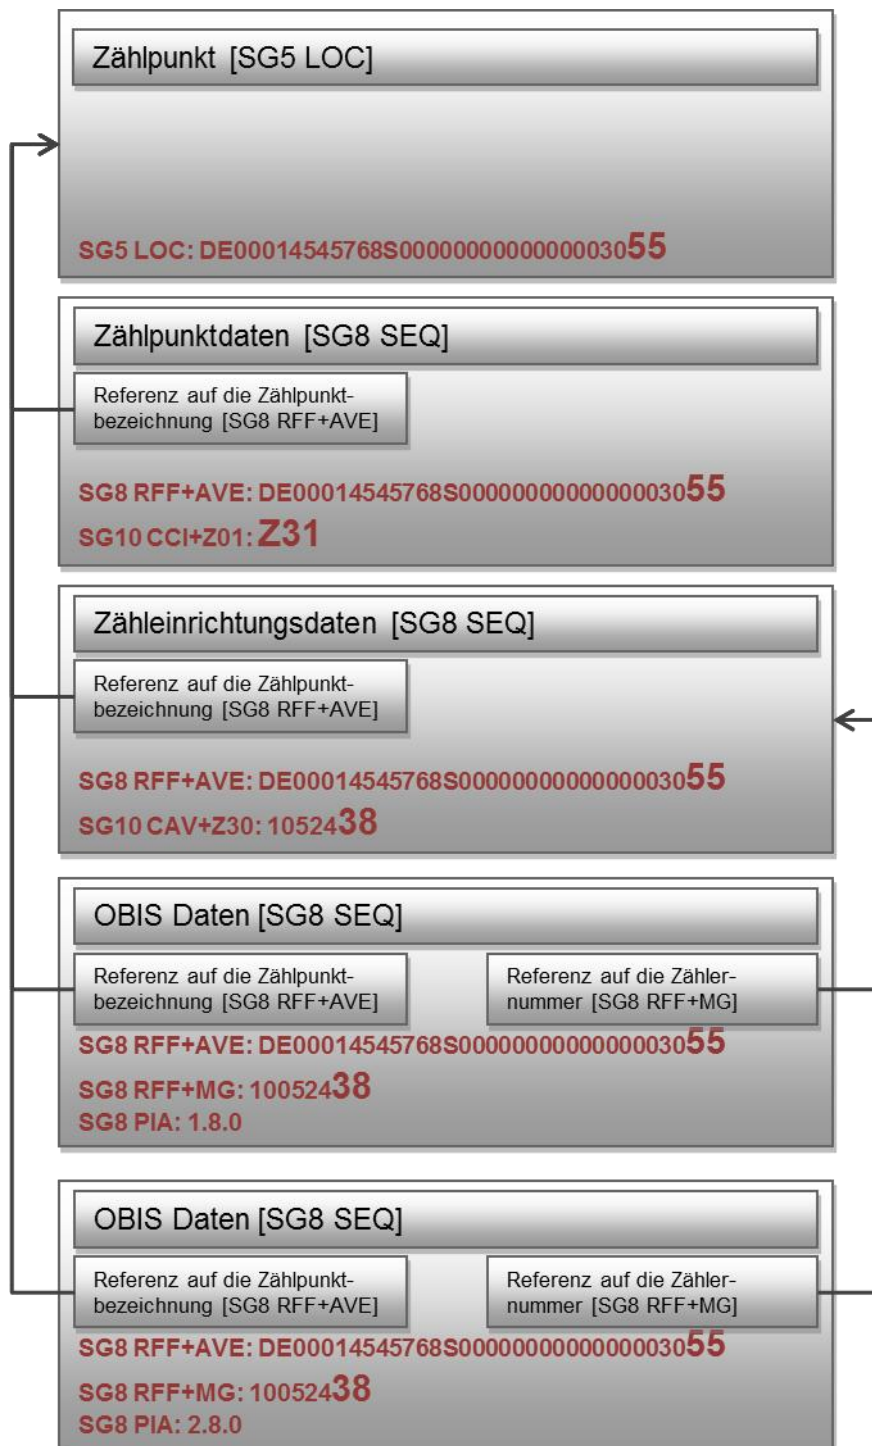 Zählpunkt [SG5 LOC]
SG5 LOC: DE00014545768S0000000000000003055
Zählpunktdaten [SG8 SEQ]
Referenz auf die Zählpunkt-
bezeichnung [SG8 RFF+AVE]
SG8 RFF+AVE: DE00014545768S0000000000000003055
SG10 CCI+Z01: Z31
Zähleinrichtungsdaten [SG8 SEQ]
Referenz auf die Zählpunkt-
bezeichnung [SG8 RFF+AVE]
SG8 RFF+AVE: DE00014545768S0000000000000003055
SG10 CAV+Z30: 1052438
OBIS Daten [SG8 SEQ]
Referenz auf die Zählpunkt-
bezeichnung [SG8 RFF+AVE]
Referenz auf die Zähler-
nummer [SG8 RFF+MG]
SG8 RFF+AVE: DE00014545768S0000000000000003055
SG8 RFF+MG: 10052438
SG8 PIA: 1.8.0
OBIS Daten [SG8 SEQ]
Referenz auf die Zählpunkt-
bezeichnung [SG8 RFF+AVE]
Referenz auf die Zähler-
nummer [SG8 RFF+MG]
SG8 RFF+AVE: DE00014545768S0000000000000003055
SG8 RFF+MG: 10052438
SG8 PIA: 2.8.0